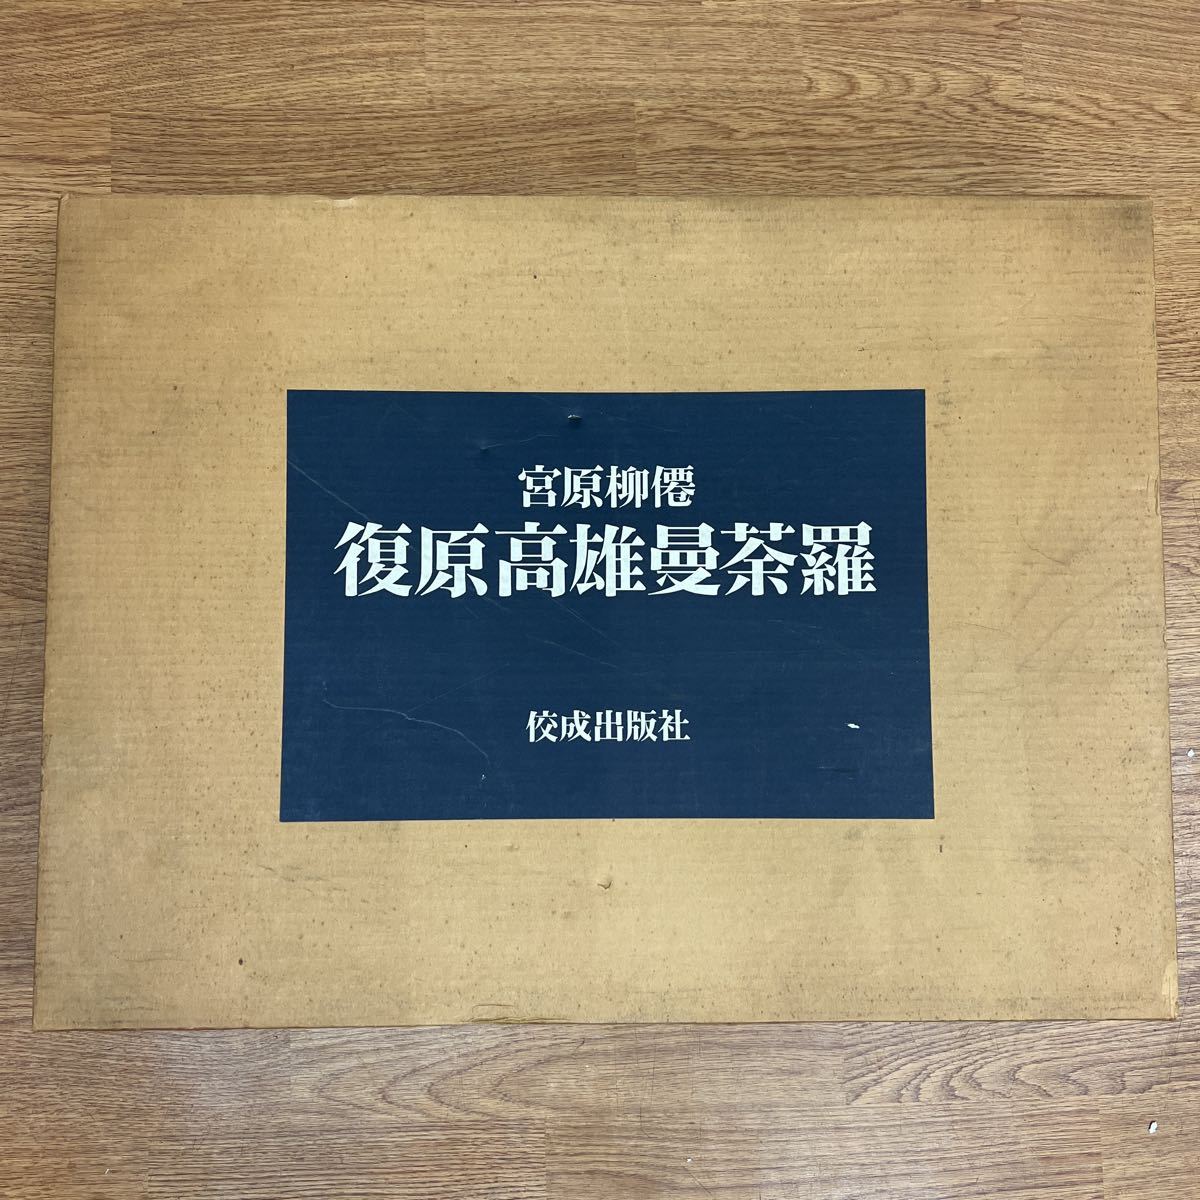 宮原柳僊
復原高雄曼荼羅
佼成出版社